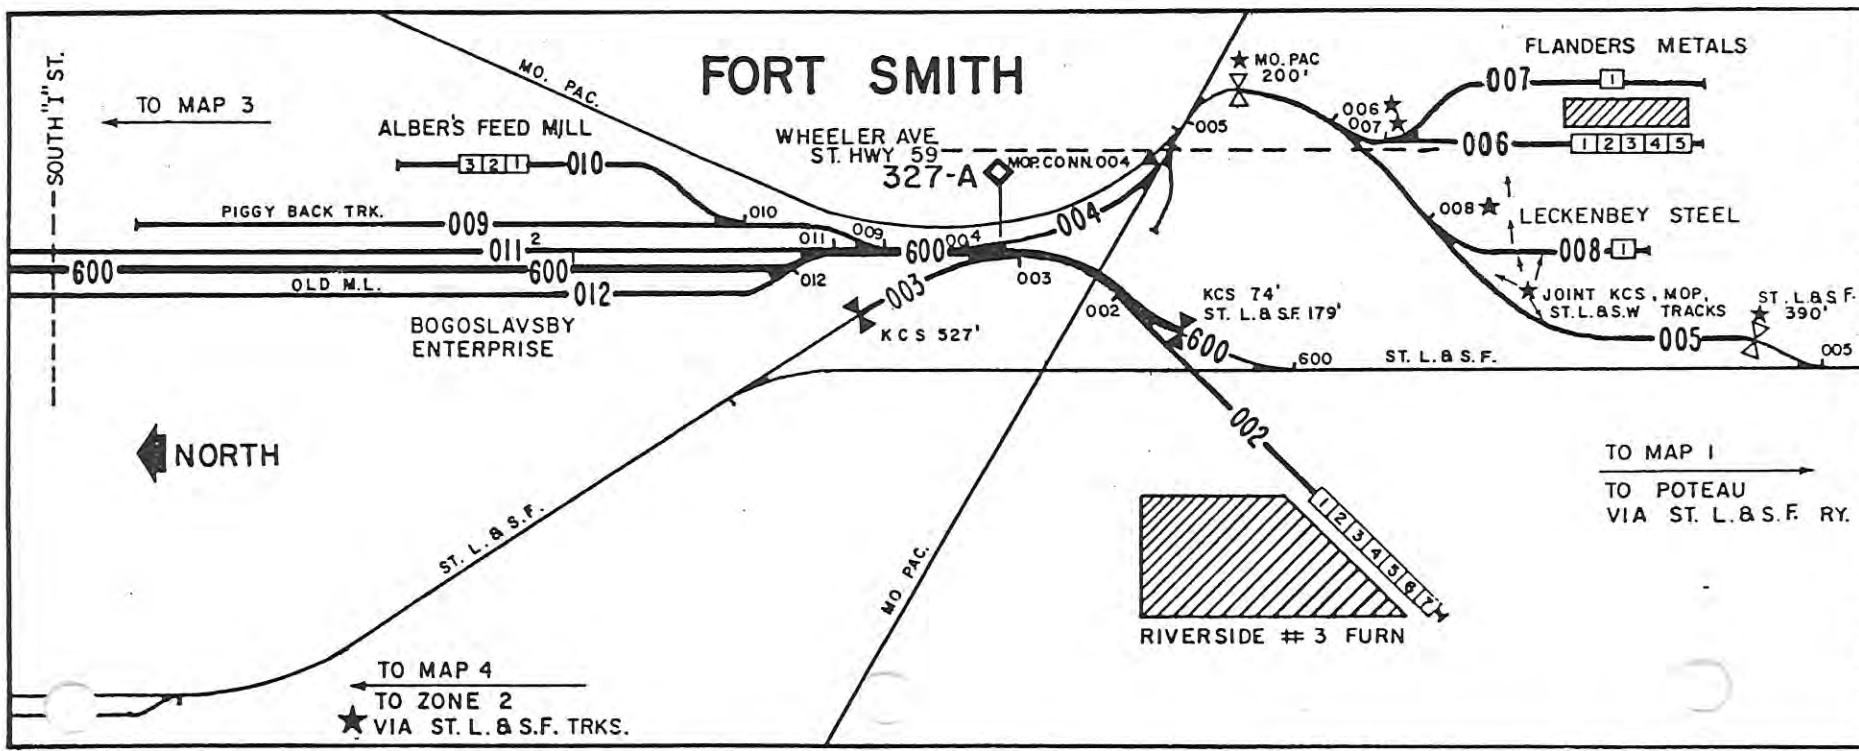 FORT SMITH
SOUTH "I" ST.
TO MAP 3
MO. PAC.
ALBER'S FEED MILL
3 2 1
010
PIGGY BACK TRK.
009
010
011 2
011
009
600
004
600
600
OLD M.L.
012
012
BOGOSLAVSBY
ENTERPRISE
WHEELER AVE
ST. HWY 59
327-A
MOP. CONN. 004
004
003
003
KCS 527'
002
KCS 74'
ST. L. & S.F. 179'
600
600
ST. L. & S.F.
002
005
MO. PAC
200'
006
007
FLANDERS METALS
007
1
006
1 2 3 4 5
008
LECKENBEY STEEL
008
1
JOINT KCS, MOP,
ST. L. & S.W TRACKS
ST. L. & S.F.
390'
005
005
NORTH
ST. L. & S.F.
MO. PAC.
TO MAP 4
TO ZONE 2
VIA ST. L. & S.F. TRKS.
1 2 3 4 5 6 7
RIVERSIDE # 3 FURN
TO MAP 1
TO POTEAU
VIA ST. L. & S.F. RY.